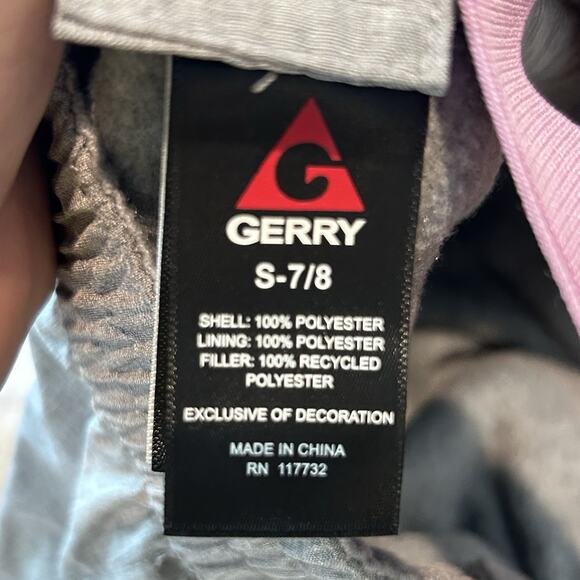 G
GERRY
S-7/8
SHELL: 100% POLYESTER
LINING: 100% POLYESTER
FILLER: 100% RECYCLED
POLYESTER
EXCLUSIVE OF DECORATION
MADE IN CHINA
RN 117732